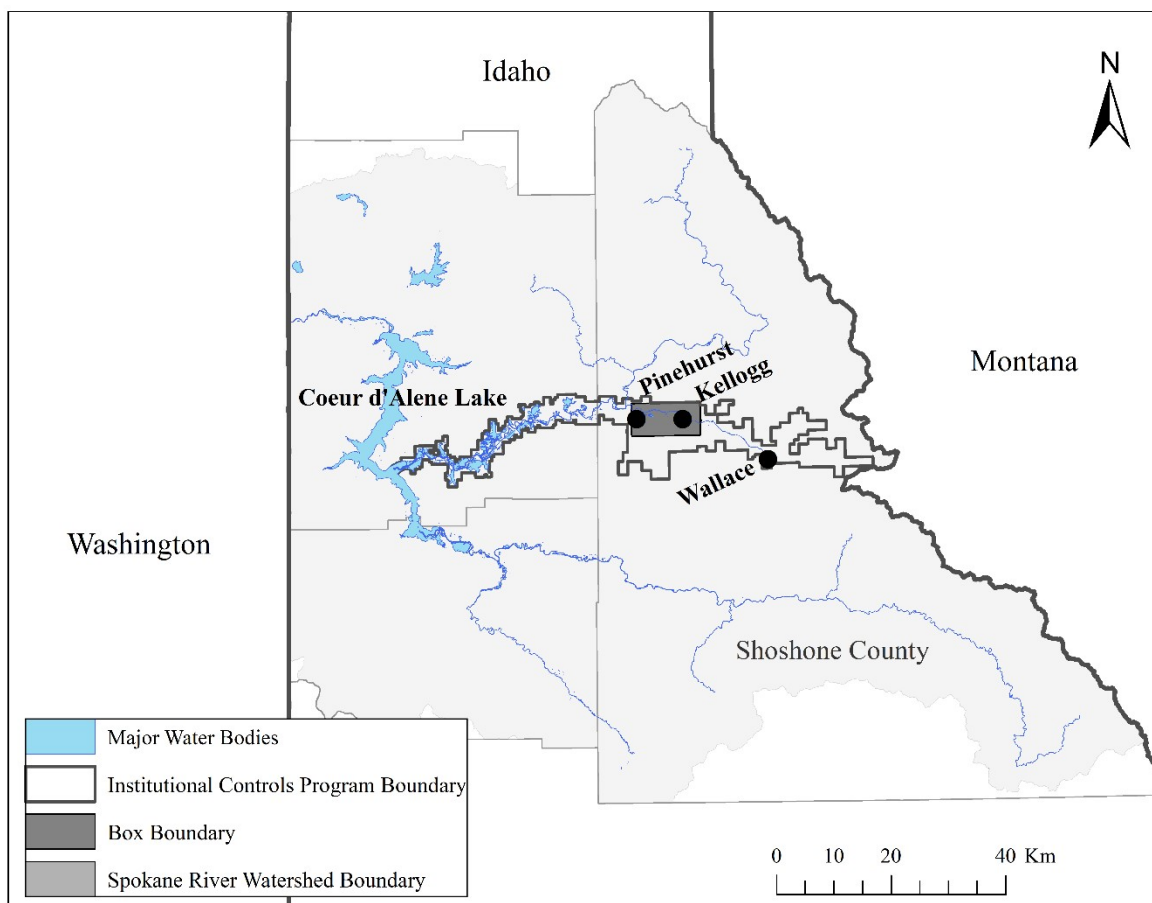 Idaho
N
Montana
Pinehurst
Kellogg
Coeur d'Alene Lake
Wallace
Washington
Shoshone County
Major Water Bodies
Institutional Controls Program Boundary
Box Boundary
Spokane River Watershed Boundary
0 10 20 40 Km